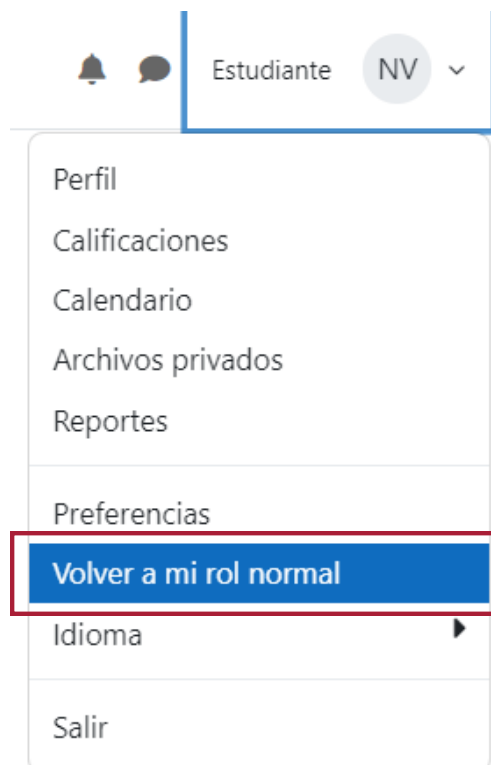 Estudiante NV
Perfil
Calificaciones
Calendario
Archivos privados
Reportes
Preferencias
Volver a mi rol normal
Idioma
Salir